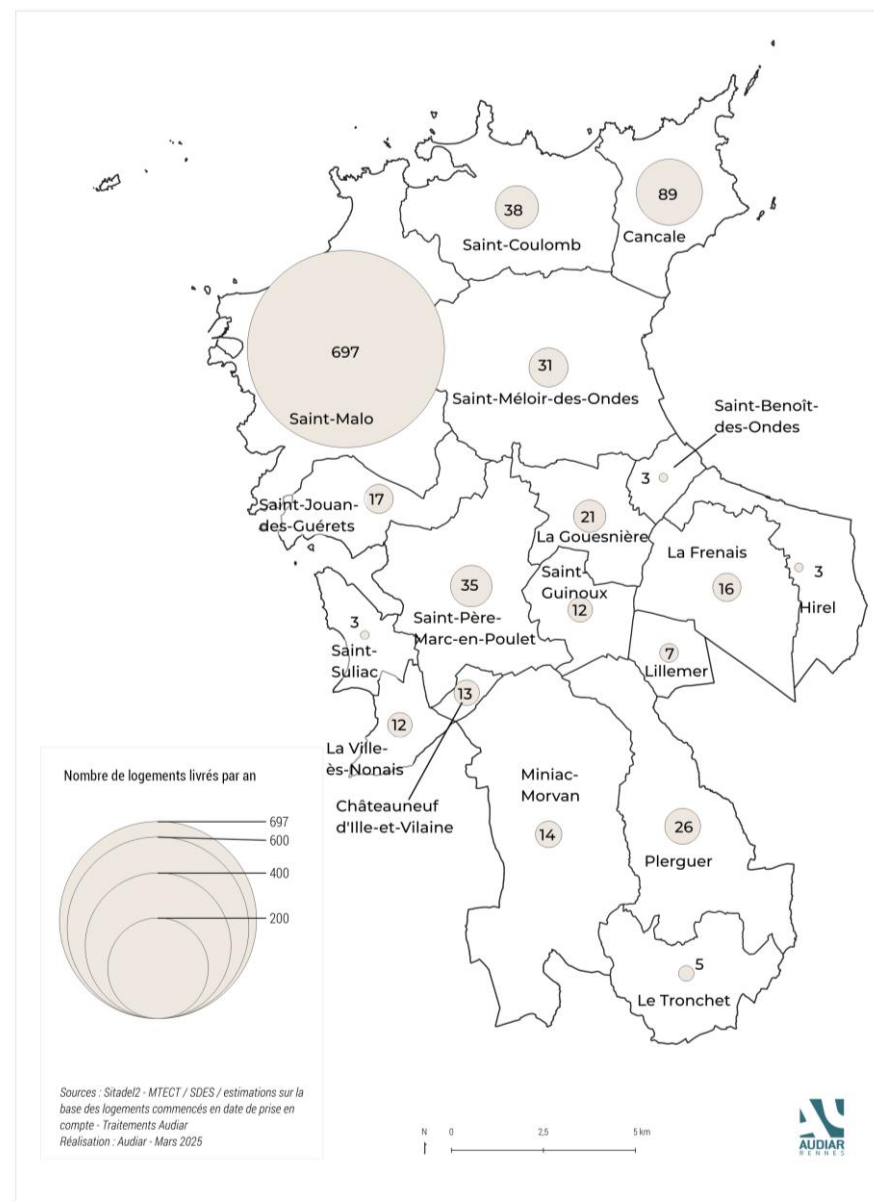 89
38
Cancale
Saint-Coulomb
697
31
Saint-Méloir-des-Ondes
Saint-Malo
Saint-Benoît-
des-Ondes
3
17
Saint-Jouan-
des-Guérets
21
La Gouesnière
La Frenais
Saint-
Guinoux
12
3
Hirel
16
35
Saint-Père-
Marc-en-Poulet
3
Saint-
Suliac
7
Lillemer
13
12
La Ville-
ès-Nonais
Châteauneuf
d'Ille-et-Vilaine
Miniac-
Morvan
14
26
Plerguer
5
Le Tronchet
Nombre de logements livrés par an
697
600
400
200
Sources : Sitadel2 - MTECT / SDES / estimations sur la
base des logements commencés en date de prise en
compte - Traitements Audiar
Réalisation : Audiar - Mars 2025
N
0
2,5
5 km
AUDIAR
RENNES